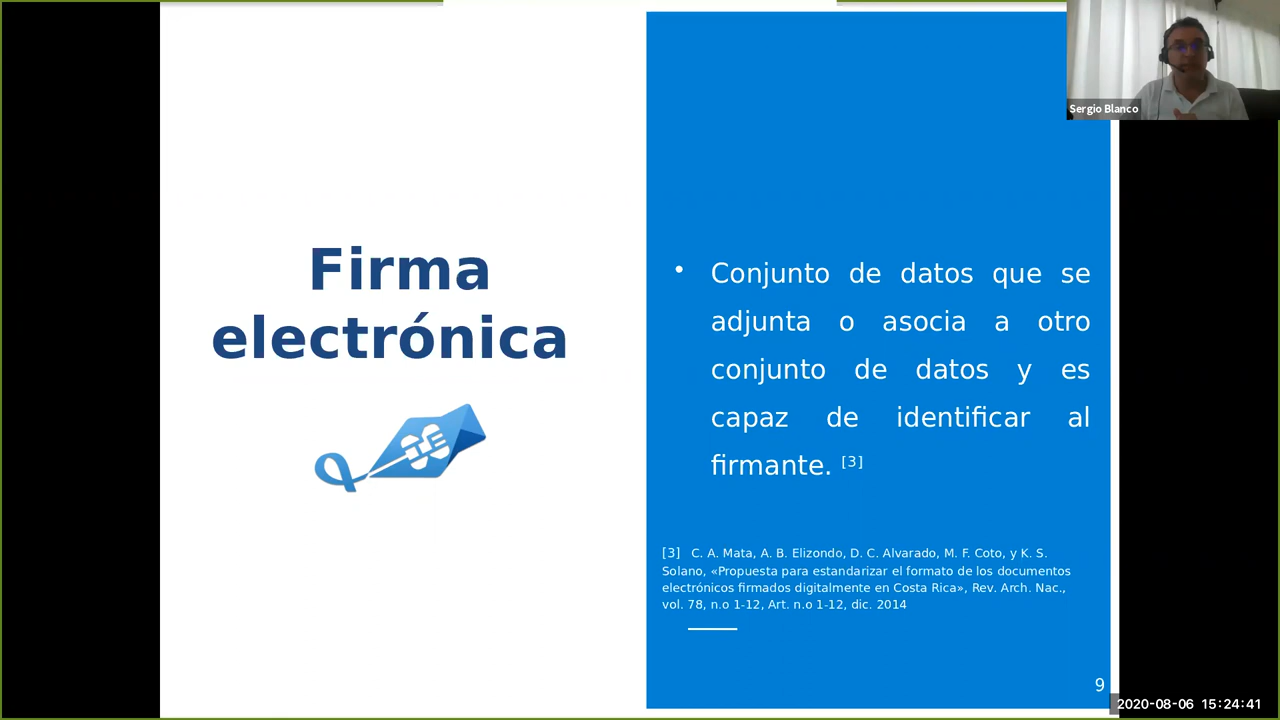 Sergio Blanco
Firma
electrónica
• Conjunto de datos que se
adjunta o asocia a otro
conjunto de datos y es
capaz de identificar al
firmante. [3]
[3] C. A. Mata, A. B. Elizondo, D. C. Alvarado, M. F. Coto, y K. S.
Solano, «Propuesta para estandarizar el formato de los documentos
electrónicos firmados digitalmente en Costa Rica», Rev. Arch. Nac.,
vol. 78, n.o 1-12, Art. n.o 1-12, dic. 2014
9
2020-08-06 15:24:41